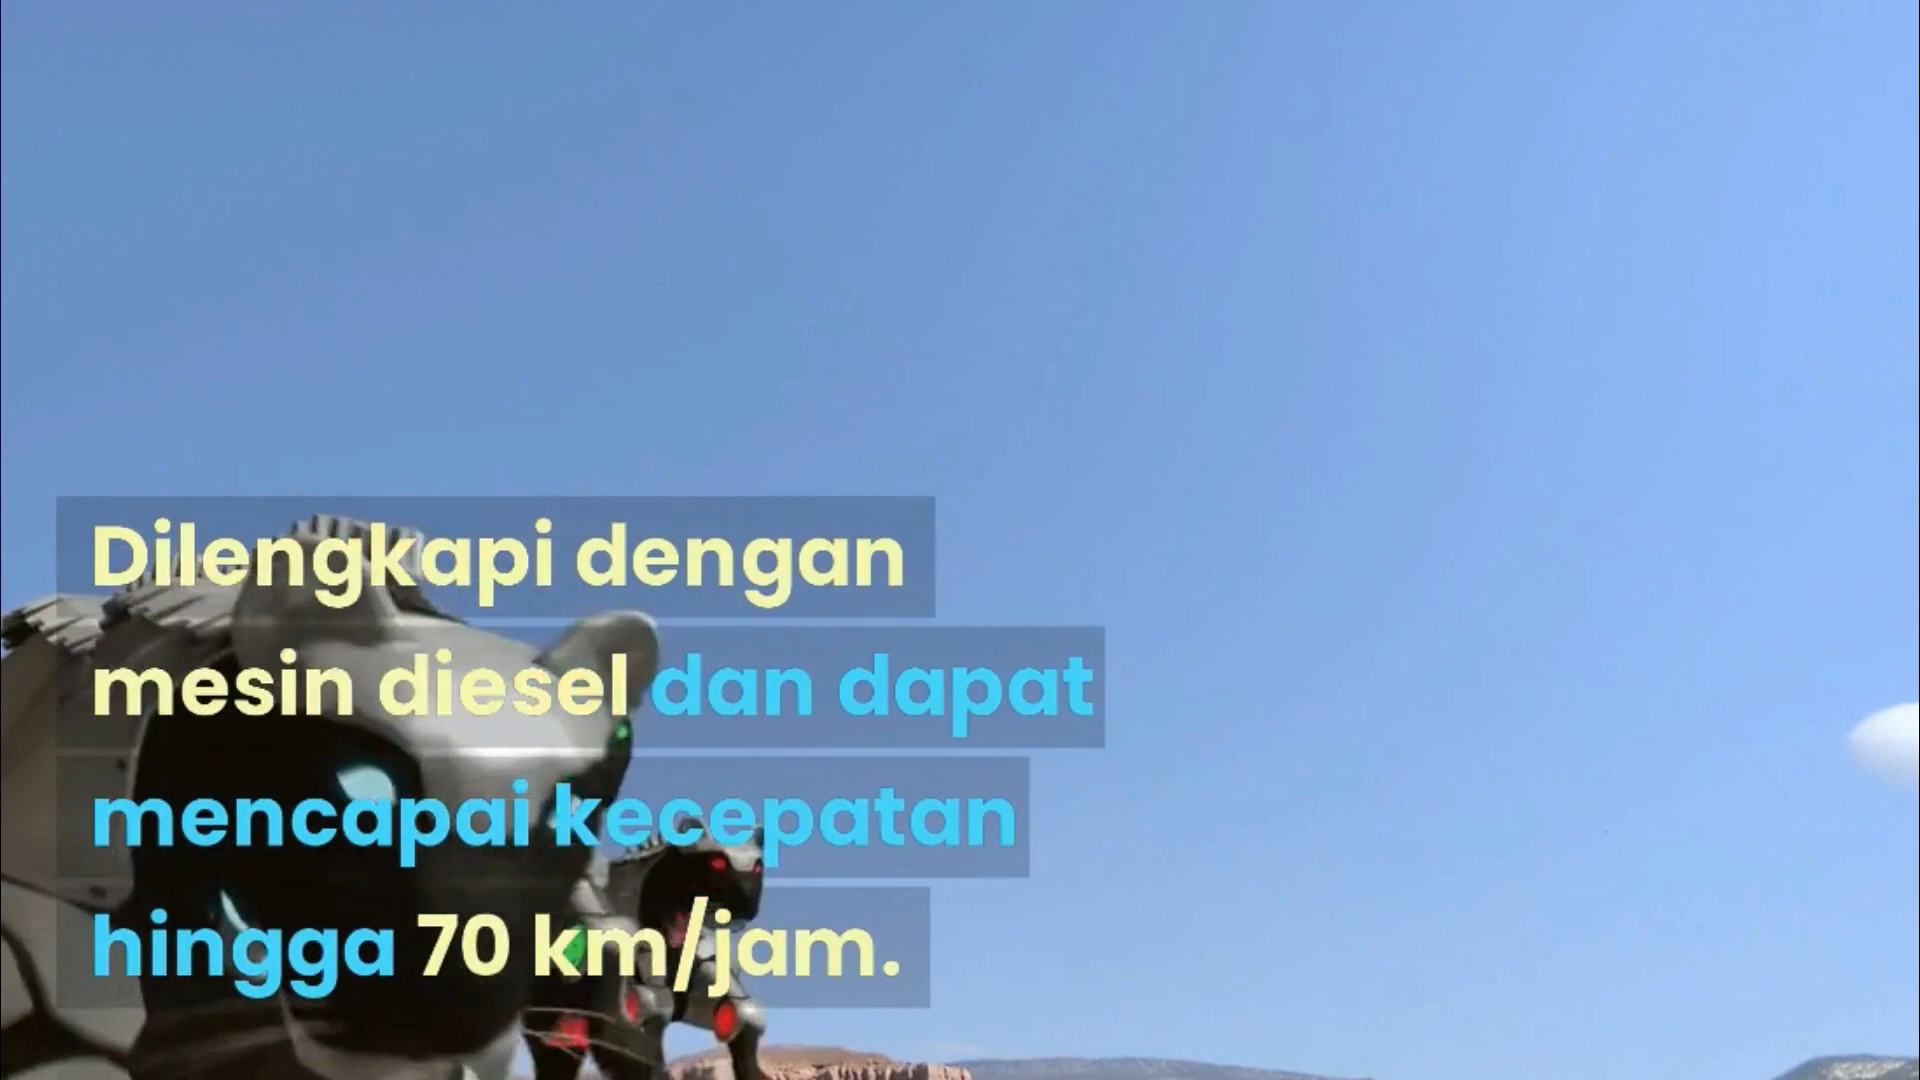 Dilengkapi dengan
mesin diesel dan dapat
mencapai kecepatan
hingga 70 km/jam.